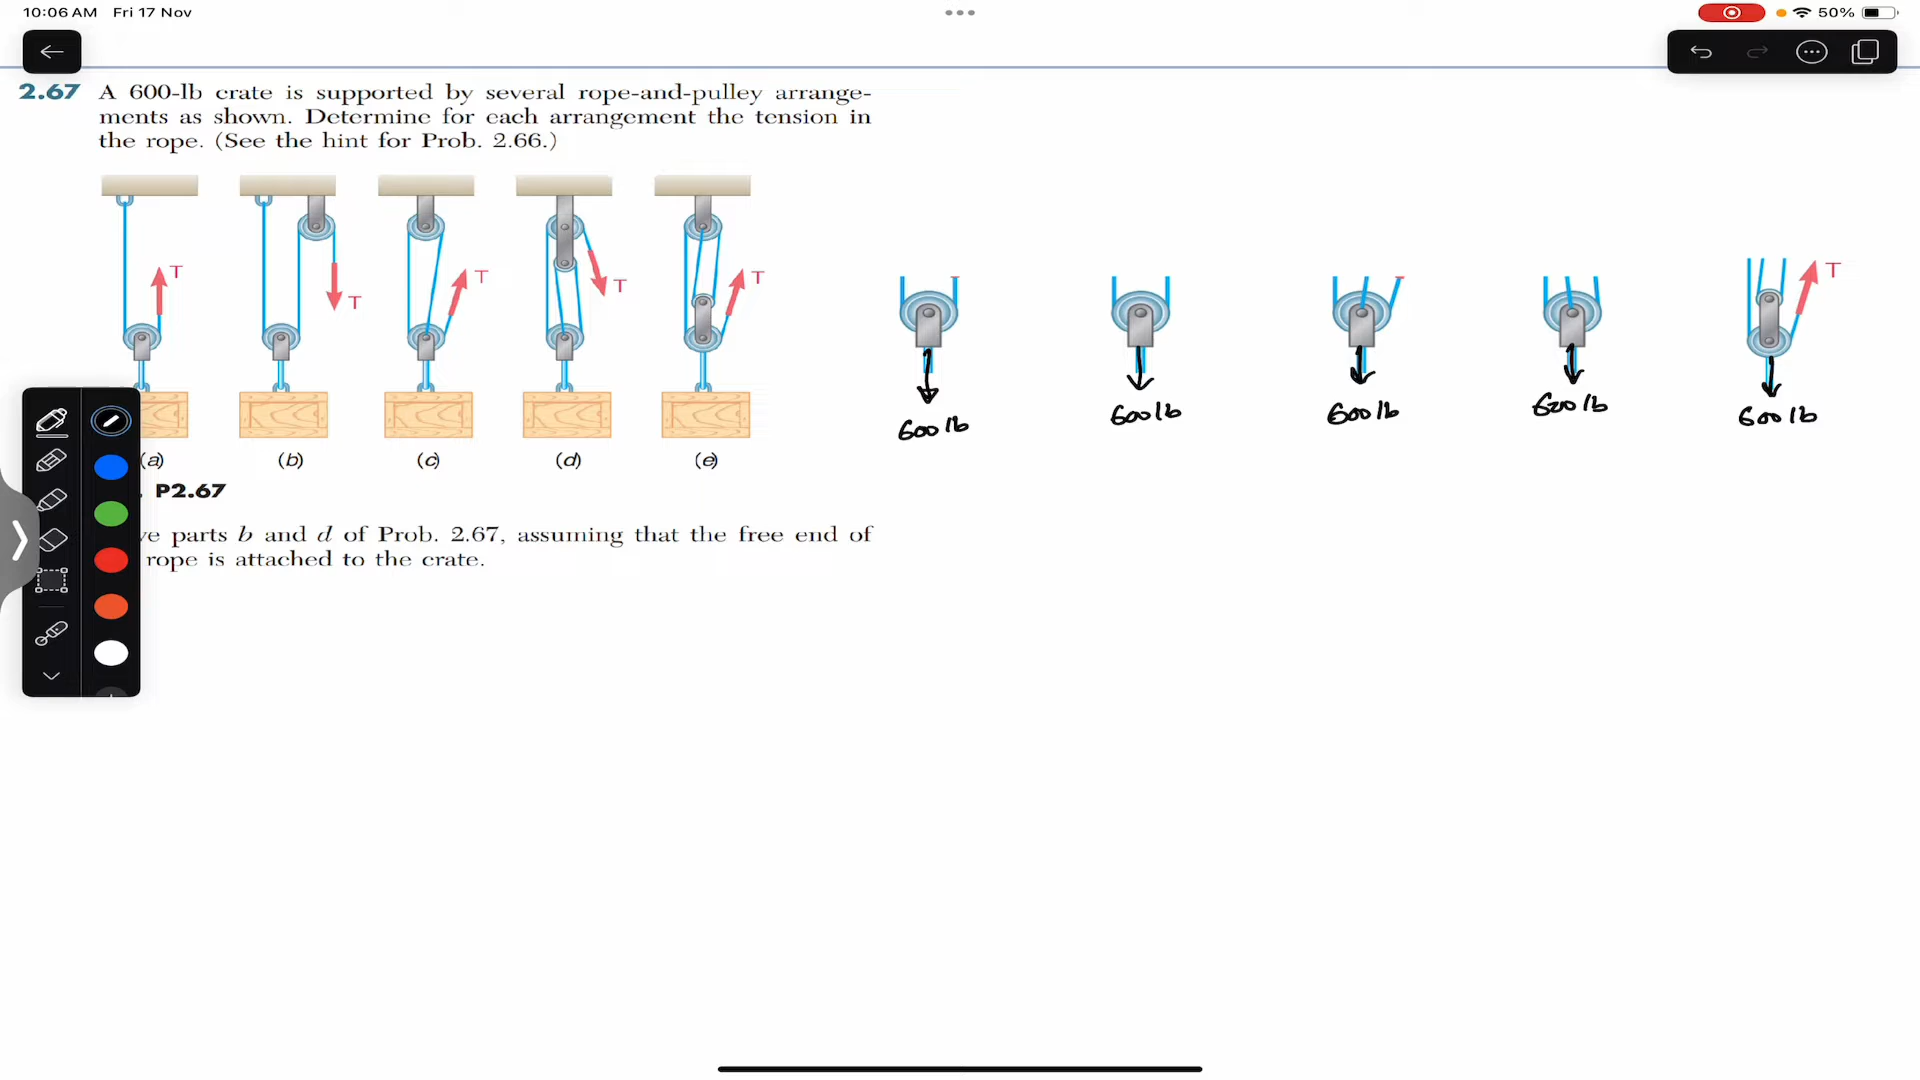 10:06 AM Fri 17 Nov
50%
2.67 A 600-lb crate is supported by several rope-and-pulley arrange-
ments as shown. Determine for each arrangement the tension in
the rope. (See the hint for Prob. 2.66.)
T
T
T
T
T
T
600 lb
600 lb
600 lb
600 lb
600 lb
(a)
(b)
(c)
(d)
(e)
P2.67
ve parts b and d of Prob. 2.67, assuming that the free end of
rope is attached to the crate.